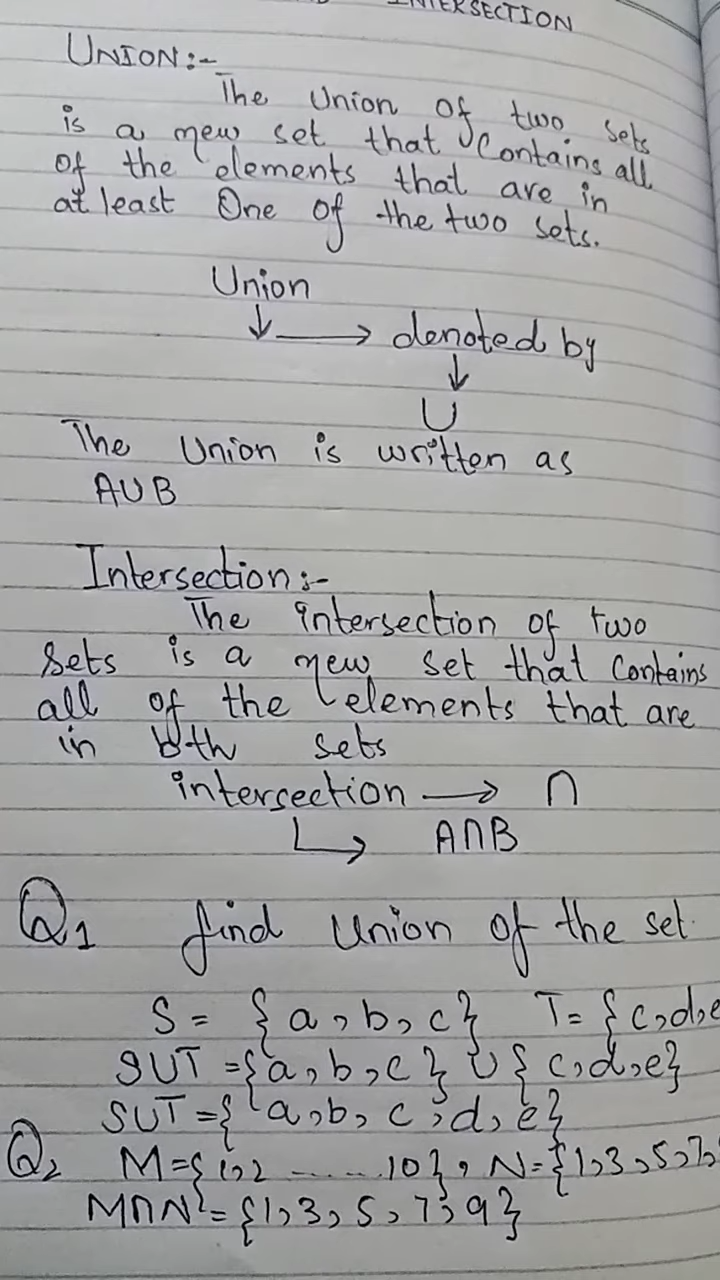 INTERSECTION
UNION:-
The Union of two sets
is a new set that Contains all
of the elements that are in
at least One of the two sets.
Union
↓ → denoted by
↓
U
The Union is written as
AUB
Intersection:-
The intersection of two
sets is a new set that contains
all of the elements that are
in both sets
intersection → ∩
↳ A∩B
Q1 find Union of the set.
S = {a, b, c} T = {c, d, e
SUT = {a, b, c} U {c, d, e}
SUT = {a, b, c, d, e}
Q2 M = {1, 2 ....... 10}, N = {1, 3, 5, 7,
M∩N = {1, 3, 5, 7, 9}